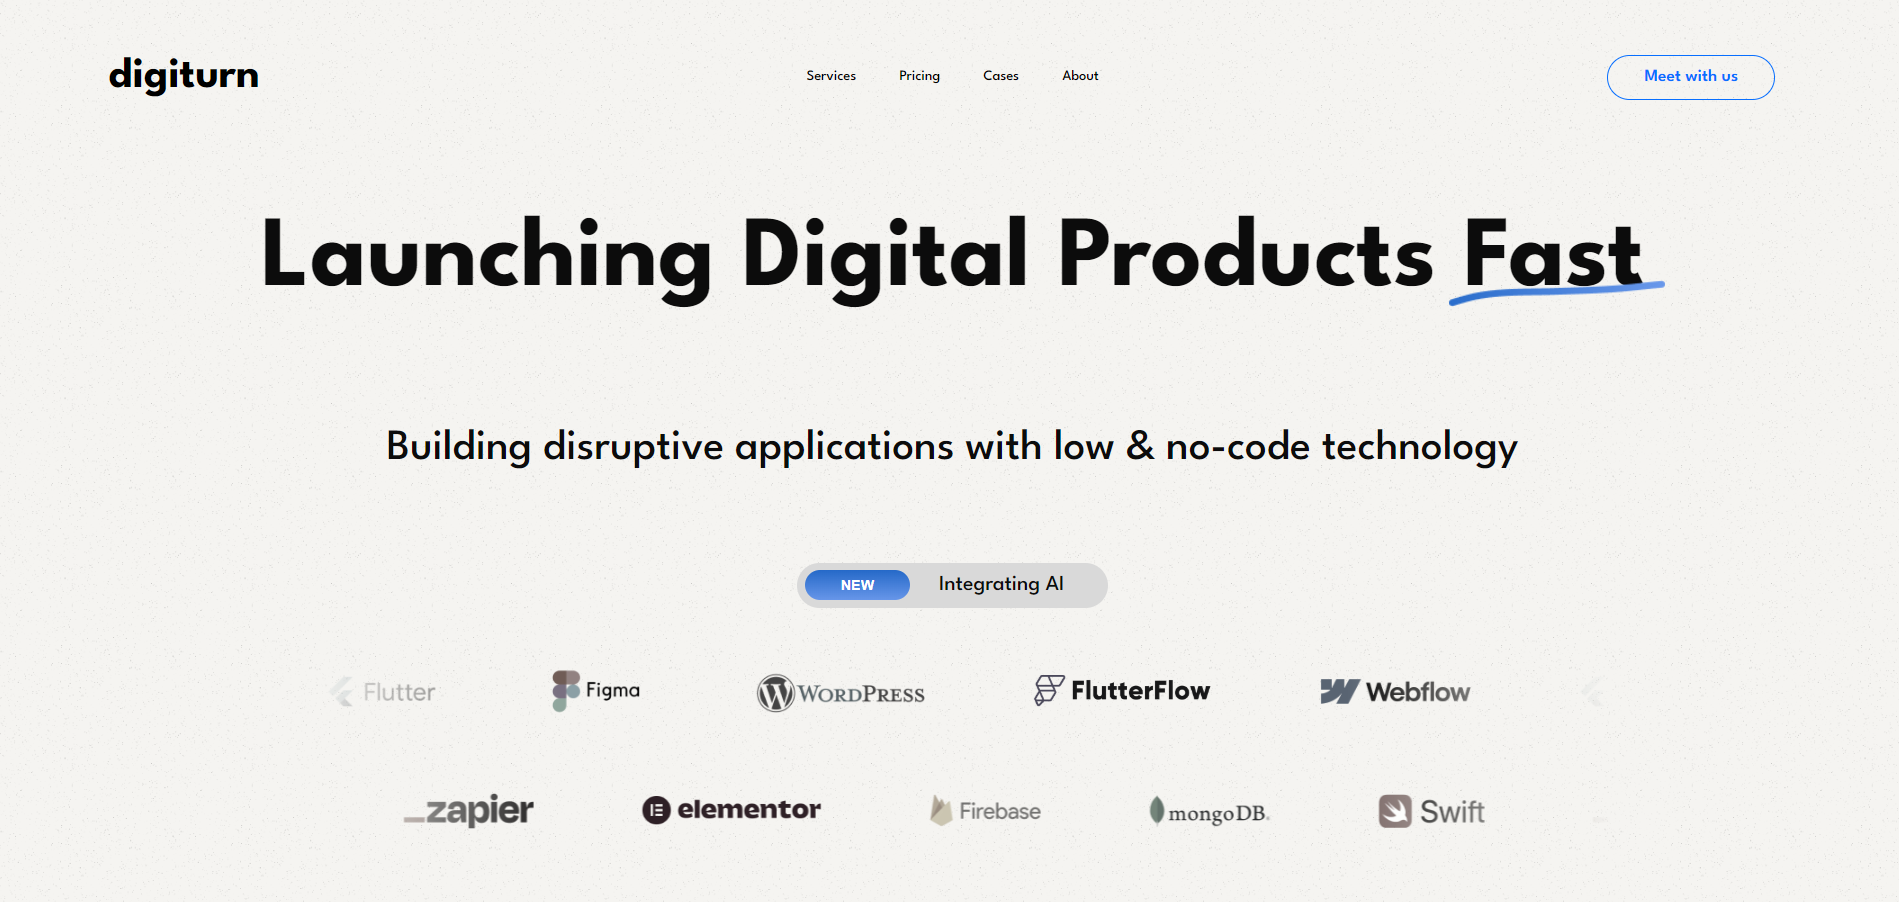 digiturn
Services Pricing Cases About
Meet with us
Launching Digital Products Fast
Building disruptive applications with low & no-code technology
NEW Integrating AI
Flutter Figma WORDPRESS FlutterFlow Webflow
_zapier elementor Firebase mongoDB. Swift